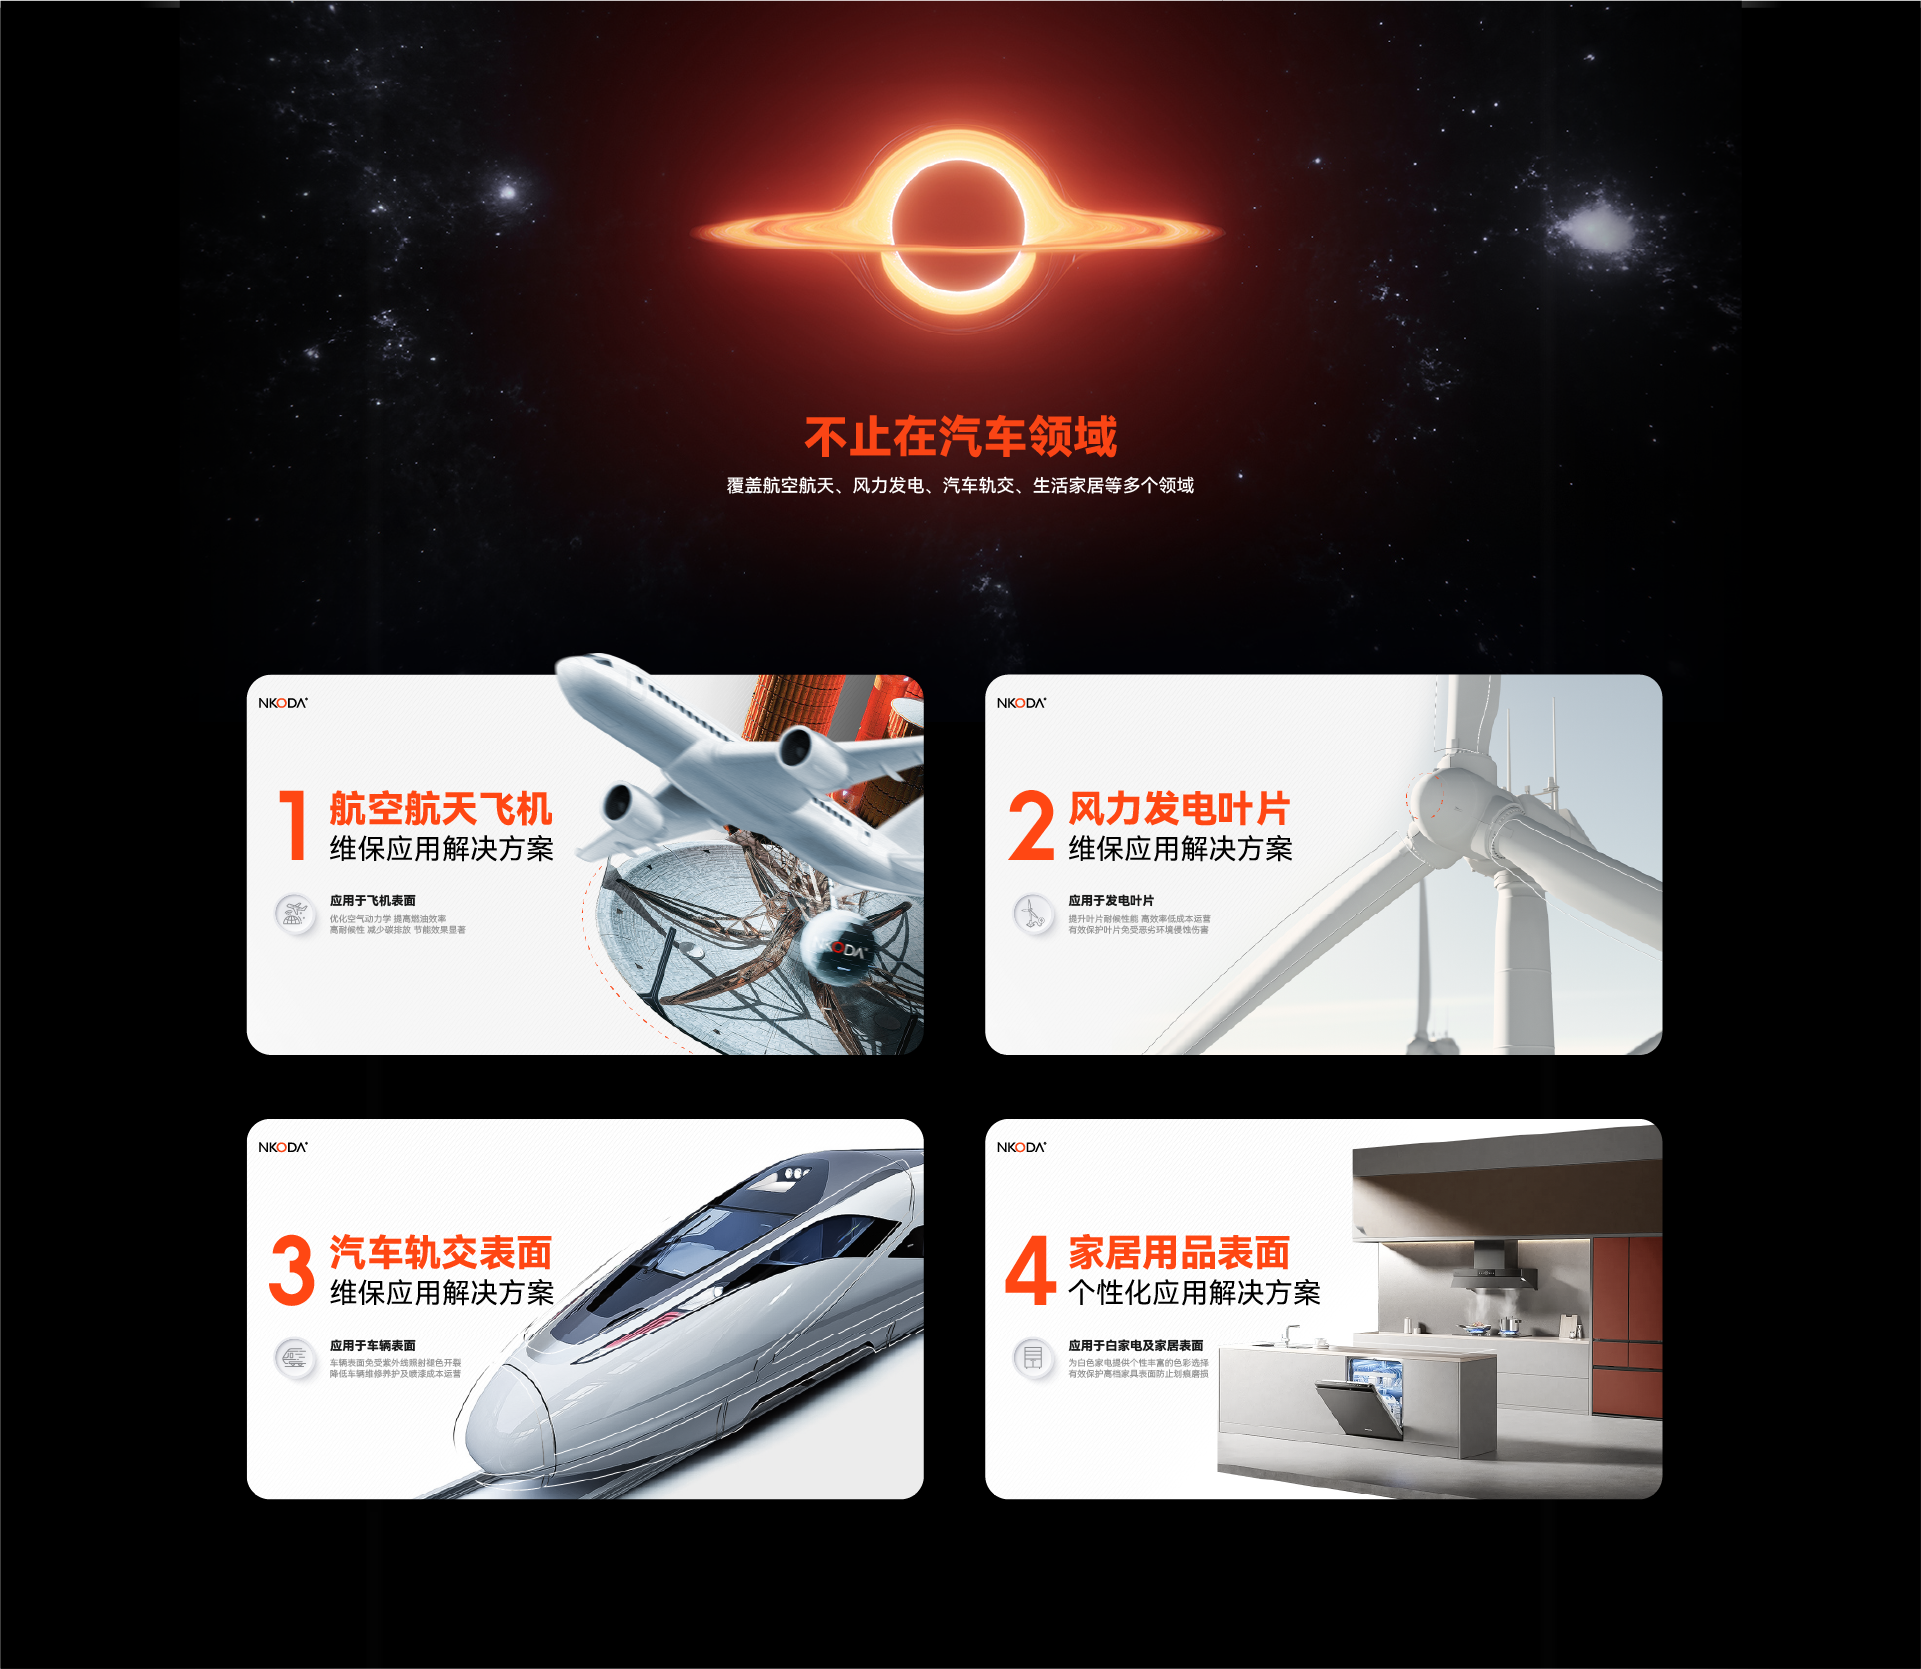 不止在汽车领域
覆盖航空航天、风力发电、汽车轨交、生活家居等多个领域
NKODA
1 航空航天飞机
维保应用解决方案
应用于飞机表面
优化空气动力学 提高燃油效率
高耐候性 减少碳排放 节能效果显著
NKODA
NKODA
2 风力发电叶片
维保应用解决方案
应用于发电叶片
提升叶片耐候性能 高效率低成本运营
有效保护叶片免受恶劣环境侵蚀伤害
NKODA
3 汽车轨交表面
维保应用解决方案
应用于车辆表面
车辆表面免受紫外线照射褪色开裂
降低车辆维修养护及喷漆成本运营
NKODA
4 家居用品表面
个性化应用解决方案
应用于白家电及家居表面
为白色家电提供个性丰富的色彩选择
有效保护高档家具表面防止划痕磨损